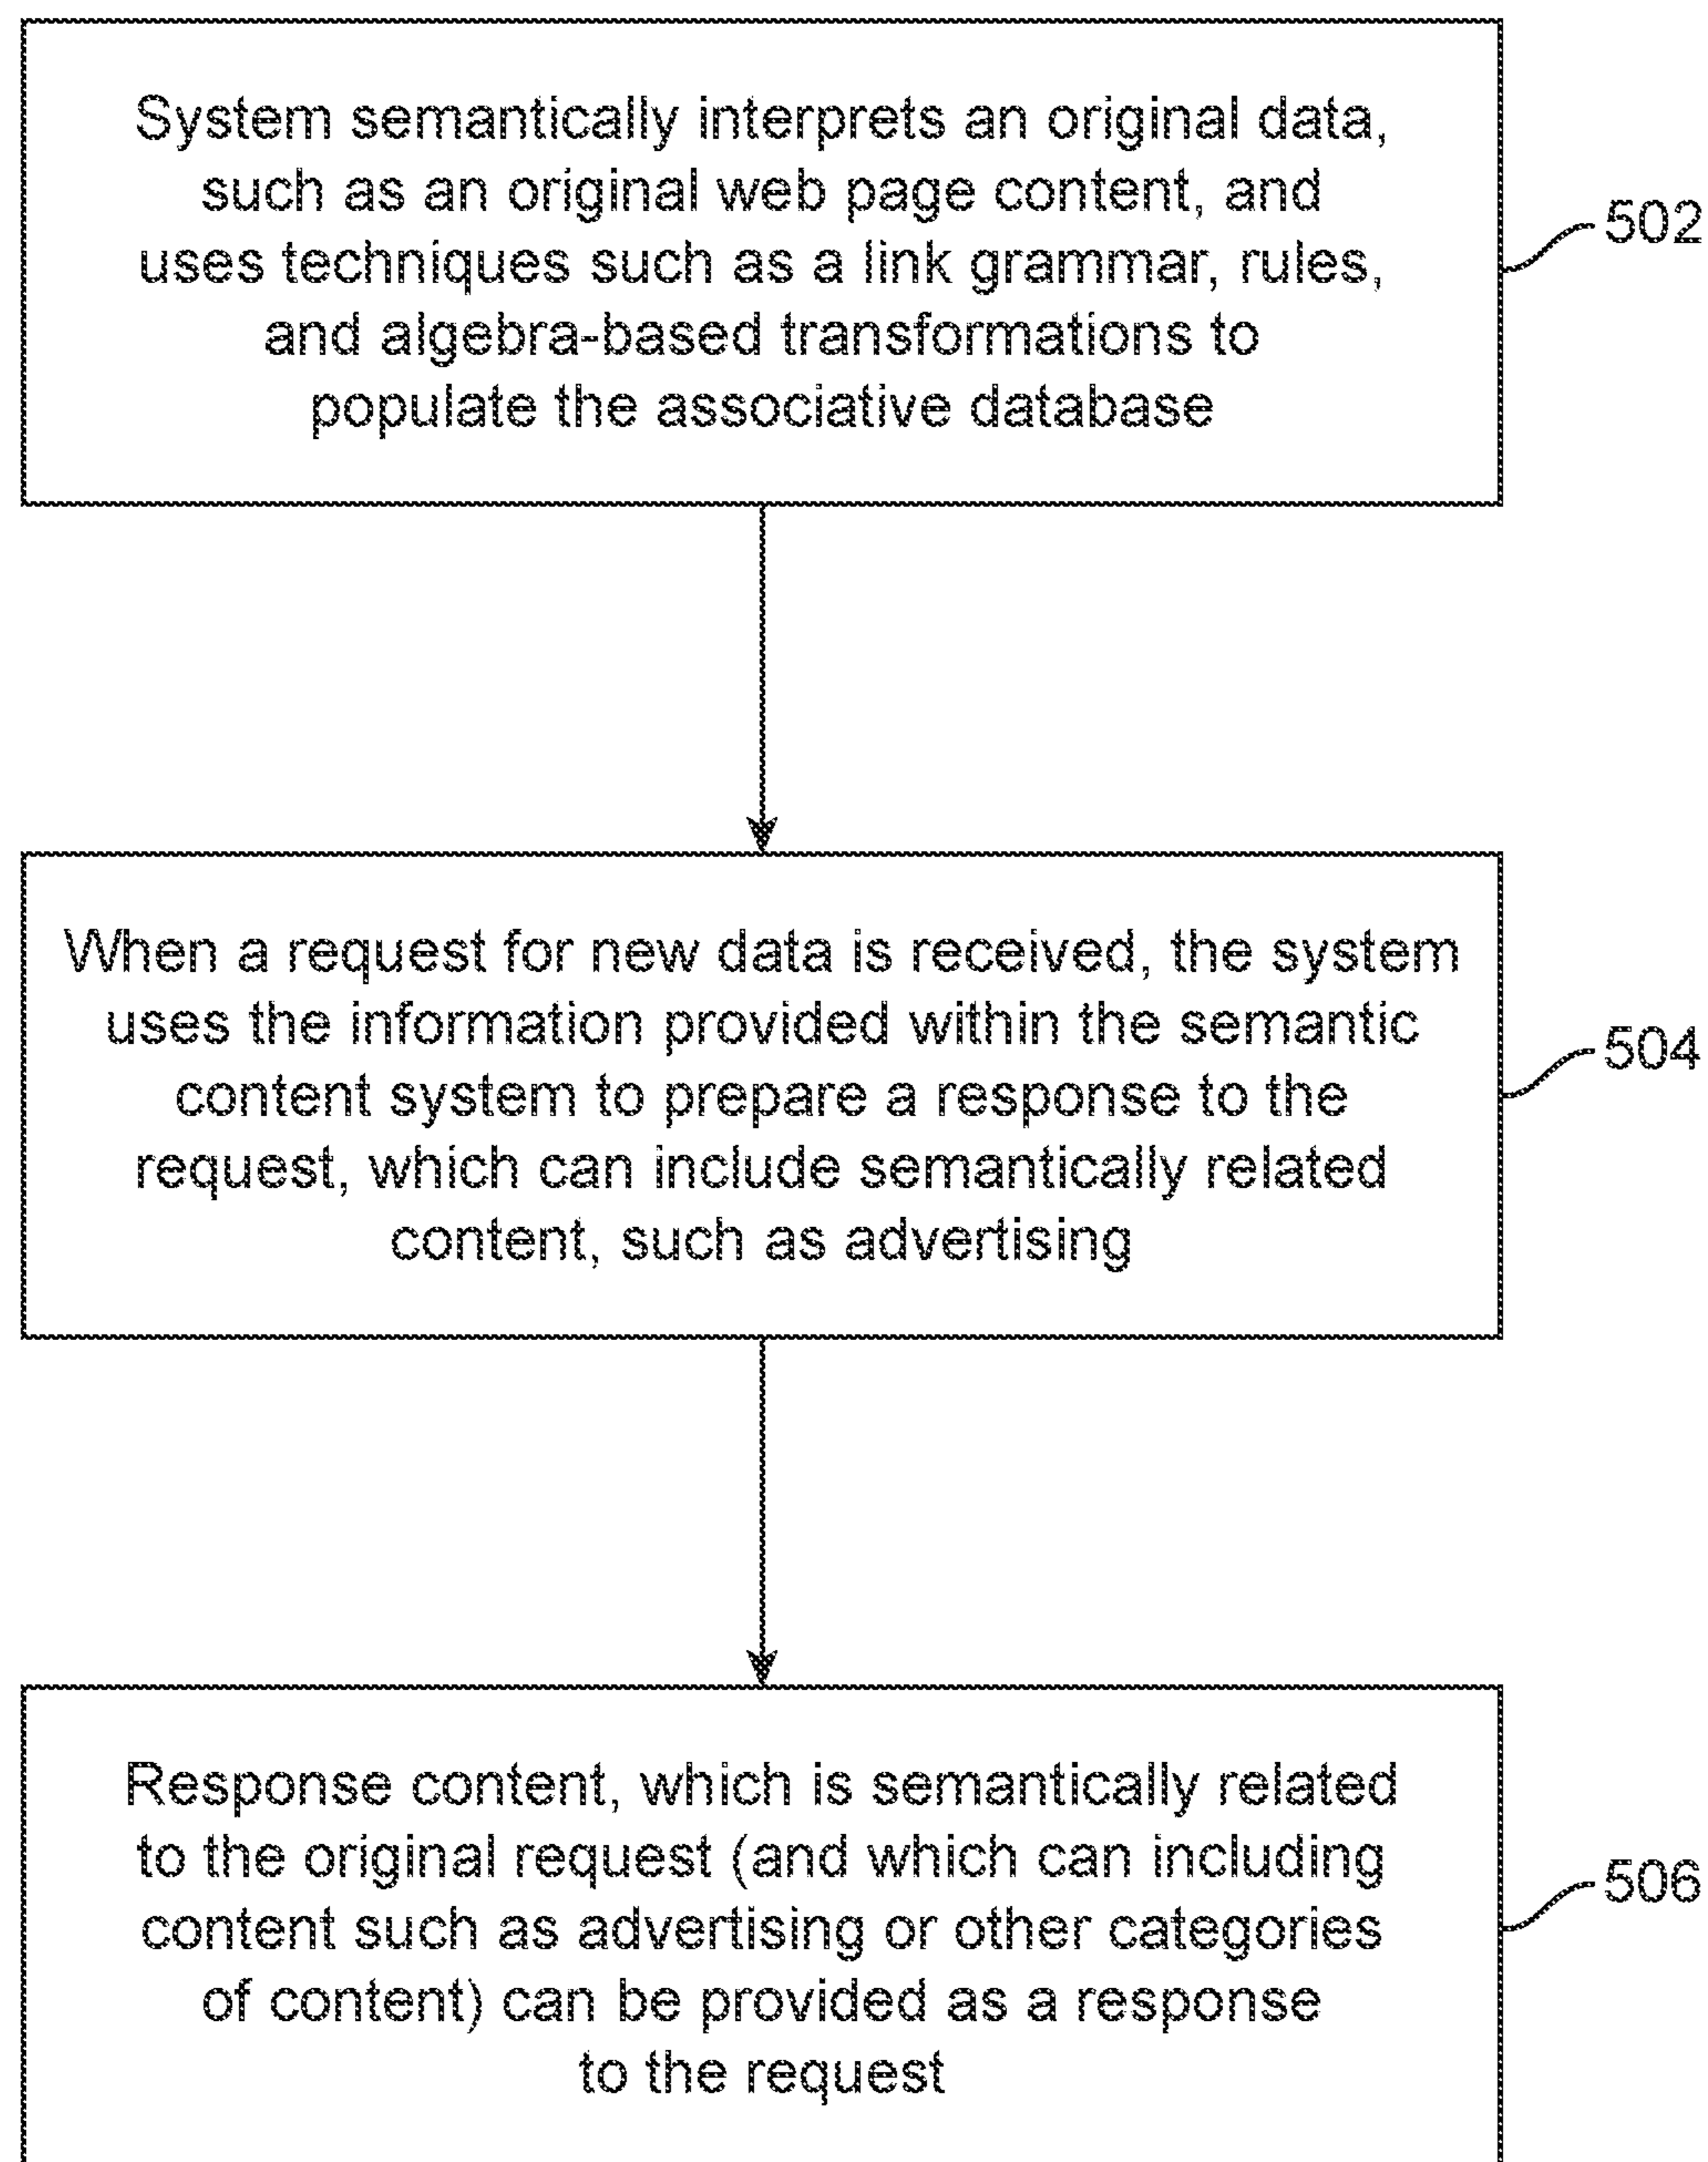 System semantically interprets an original data,
such as an original web page content, and
uses techniques such as a link grammar, rules,
and algebra-based transformations to
populate the associative database
502
When a request for new data is received, the system
uses the information provided within the semantic
content system to prepare a response to the
request, which can include semantically related
content, such as advertising
504
Response content, which is semantically related
to the original request (and which can including
content such as advertising or other categories
of content) can be provided as a response
to the request
506